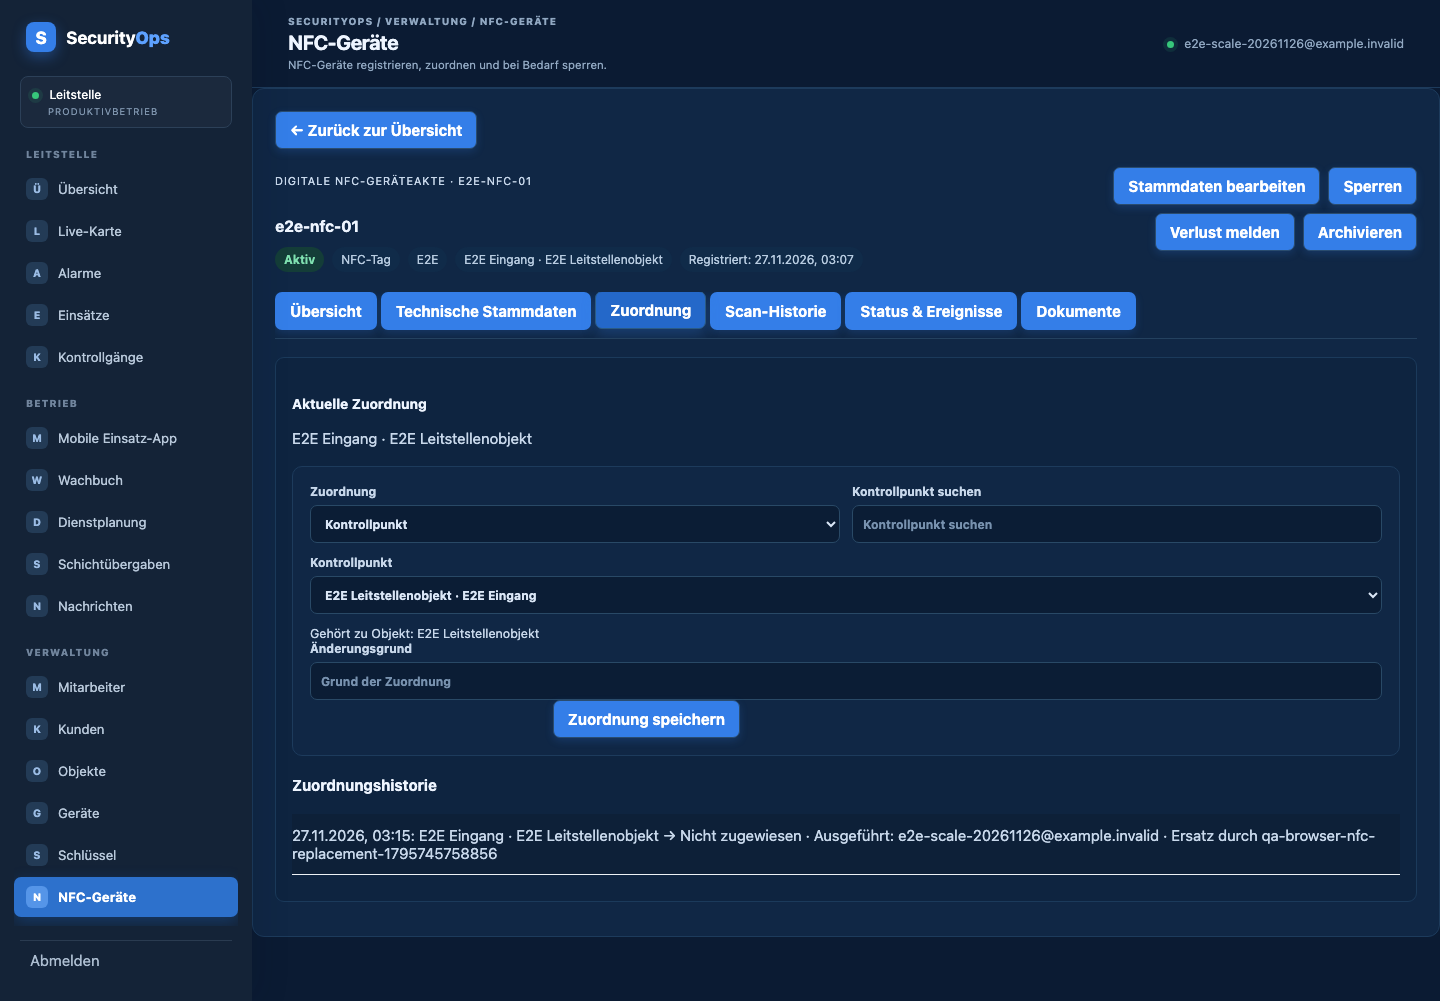 S SecurityOps
Leitstelle
PRODUKTIVBETRIEB
LEITSTELLE
Ü Übersicht
L Live-Karte
A Alarme
E Einsätze
K Kontrollgänge
BETRIEB
M Mobile Einsatz-App
W Wachbuch
D Dienstplanung
S Schichtübergaben
N Nachrichten
VERWALTUNG
M Mitarbeiter
K Kunden
O Objekte
G Geräte
S Schlüssel
N NFC-Geräte
Abmelden
SECURITYOPS / VERWALTUNG / NFC-GERÄTE
NFC-Geräte
NFC-Geräte registrieren, zuordnen und bei Bedarf sperren.
e2e-scale-20261126@example.invalid
← Zurück zur Übersicht
DIGITALE NFC-GERÄTEAKTE · E2E-NFC-01
Stammdaten bearbeiten Sperren
Verlust melden Archivieren
e2e-nfc-01
Aktiv NFC-Tag E2E E2E Eingang · E2E Leitstellenobjekt Registriert: 27.11.2026, 03:07
Übersicht Technische Stammdaten Zuordnung Scan-Historie Status & Ereignisse Dokumente
Aktuelle Zuordnung
E2E Eingang · E2E Leitstellenobjekt
Zuordnung Kontrollpunkt suchen
Kontrollpunkt Kontrollpunkt suchen
Kontrollpunkt
E2E Leitstellenobjekt · E2E Eingang
Gehört zu Objekt: E2E Leitstellenobjekt
Änderungsgrund
Grund der Zuordnung
Zuordnung speichern
Zuordnungshistorie
27.11.2026, 03:15: E2E Eingang · E2E Leitstellenobjekt → Nicht zugewiesen · Ausgeführt: e2e-scale-20261126@example.invalid · Ersatz durch qa-browser-nfc-
replacement-1795745758856